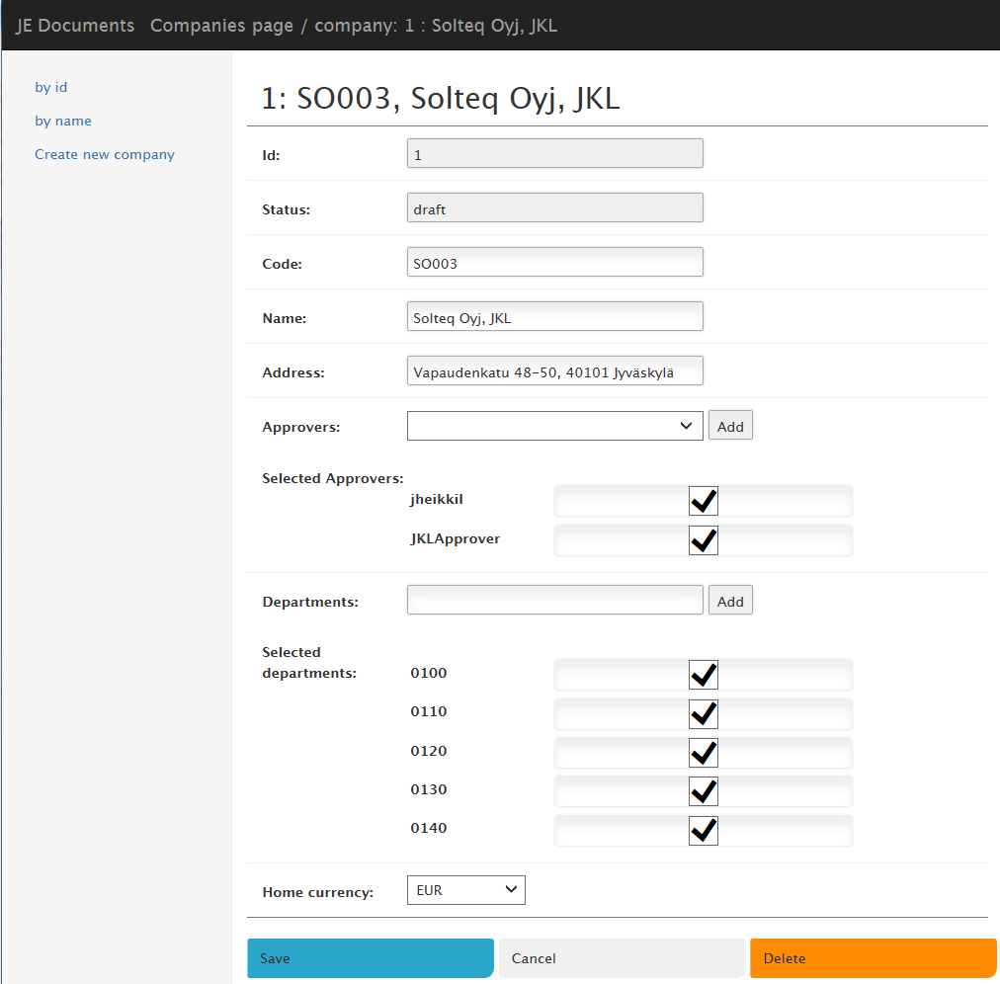 JE Documents Companies page / company: 1 : Solteq Oyj, JKL
by id
by name
Create new company
1: SO003, Solteq Oyj, JKL
Id: 1
Status: draft
Code: SO003
Name: Solteq Oyj, JKL
Address: Vapaudenkatu 48-50, 40101 Jyväskylä
Approvers: Add
Selected Approvers:
jheikkil
JKLApprover
Departments: Add
Selected
departments: 0100
0110
0120
0130
0140
Home currency: EUR
Save Cancel Delete